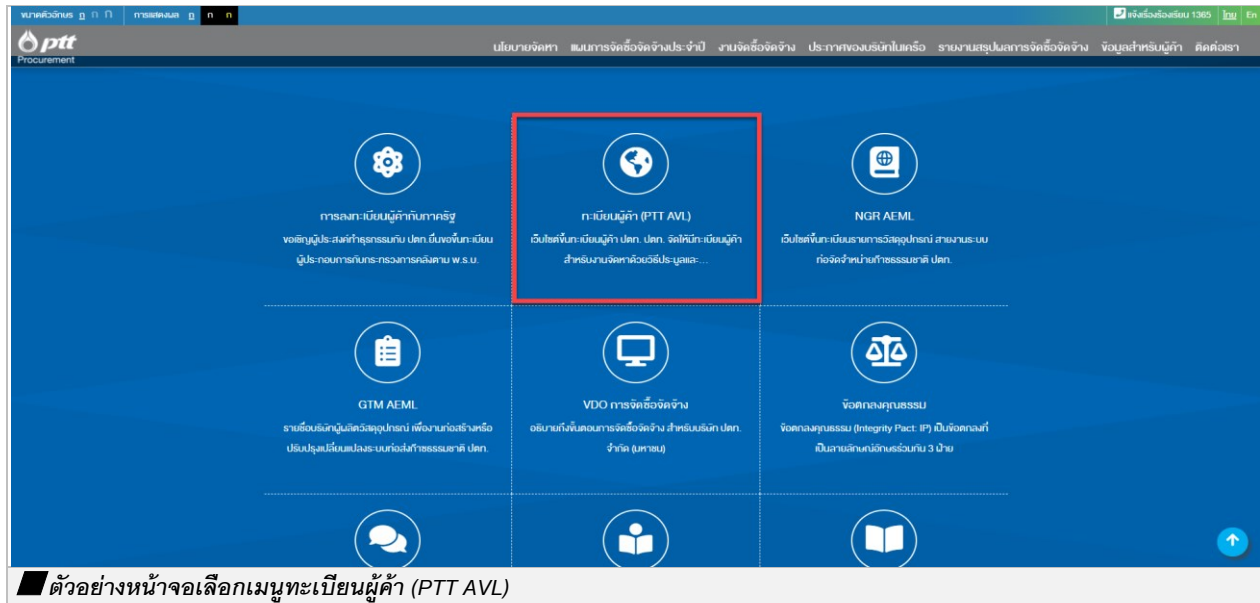 ขนาดตัวอักษร ก ก ก การแสดงผล ก ก ก
แจ้งเรื่องร้องเรียน 1365 ไทย En
ptt
Procurement
นโยบายจัดหา แผนการจัดซื้อจัดจ้างประจำปี งานจัดซื้อจัดจ้าง ประกาศของบริษัทในเครือ รายงานสรุปผลการจัดซื้อจัดจ้าง ข้อมูลสำหรับผู้ค้า ติดต่อเรา
การลงทะเบียนผู้ค้ากับภาครัฐ
ขอเชิญผู้ประสงค์ทำธุรกรรมกับ ปตท.ยื่นขอขึ้นทะเบียน
ผู้ประกอบการกับกระทรวงการคลังตาม พ.ร.บ.
ทะเบียนผู้ค้า (PTT AVL)
เว็บไซต์ขึ้นทะเบียนผู้ค้า ปตท. ปตท. จัดให้มีทะเบียนผู้ค้า
สำหรับงานจัดหาด้วยวิธีประมูลและ...
NGR AEML
เว็บไซต์ขึ้นทะเบียนรายการวัสดุอุปกรณ์ สายงานระบบ
ท่อจัดจำหน่ายก๊าซธรรมชาติ ปตท.
GTM AEML
รายชื่อบริษัทผู้ผลิตวัสดุอุปกรณ์ เพื่องานก่อสร้างหรือ
ปรับปรุงเปลี่ยนแปลงระบบท่อส่งก๊าซธรรมชาติ ปตท.
VDO การจัดซื้อจัดจ้าง
อธิบายถึงขั้นตอนการจัดซื้อจัดจ้าง สำหรับบริษัท ปตท.
จำกัด (มหาชน)
ข้อตกลงคุณธรรม
ข้อตกลงคุณธรรม (Integrity Pact: IP) เป็นข้อตกลงที่
เป็นลายลักษณ์อักษรร่วมกัน 3 ฝ่าย
ตัวอย่างหน้าจอเลือกเมนูทะเบียนผู้ค้า (PTT AVL)